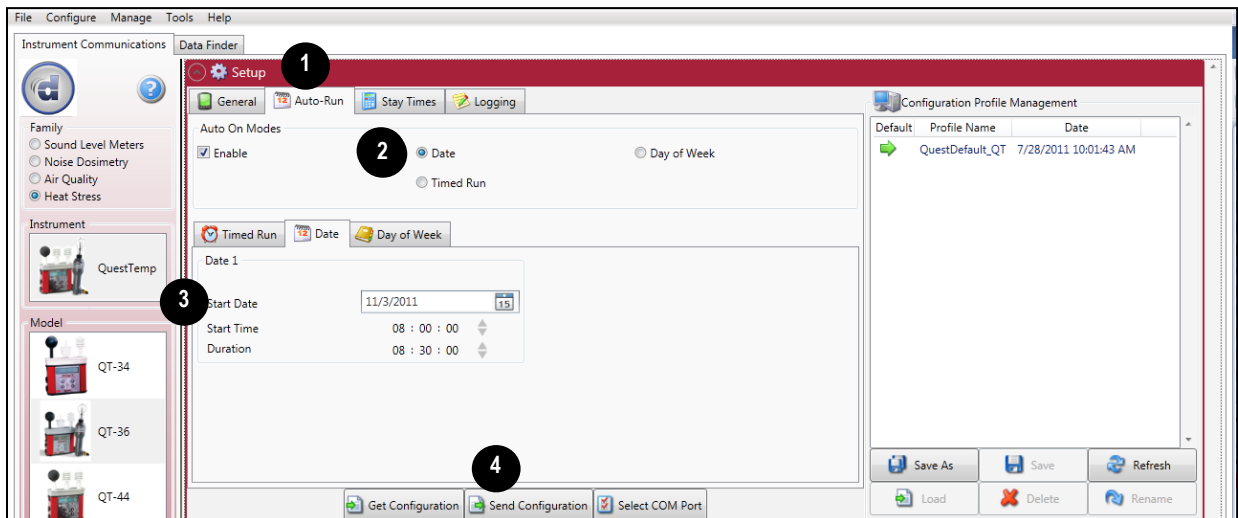 File Configure Manage Tools Help
Instrument Communications Data Finder
1
Setup
General 12 Auto-Run Stay Times Logging
Auto On Modes
Enable
2
Date
Day of Week
Timed Run
Timed Run 12 Date Day of Week
Date 1
3
Start Date 11/3/2011 15
Start Time 08 : 00 : 00
Duration 08 : 30 : 00
4
Get Configuration Send Configuration Select COM Port
d ?
Family
Sound Level Meters
Noise Dosimetry
Air Quality
Heat Stress
Instrument
QuestTemp
Model
QT-34
QT-36
QT-44
Configuration Profile Management
Default Profile Name Date
QuestDefault_QT 7/28/2011 10:01:43 AM
Save As Save Refresh
Load Delete Rename